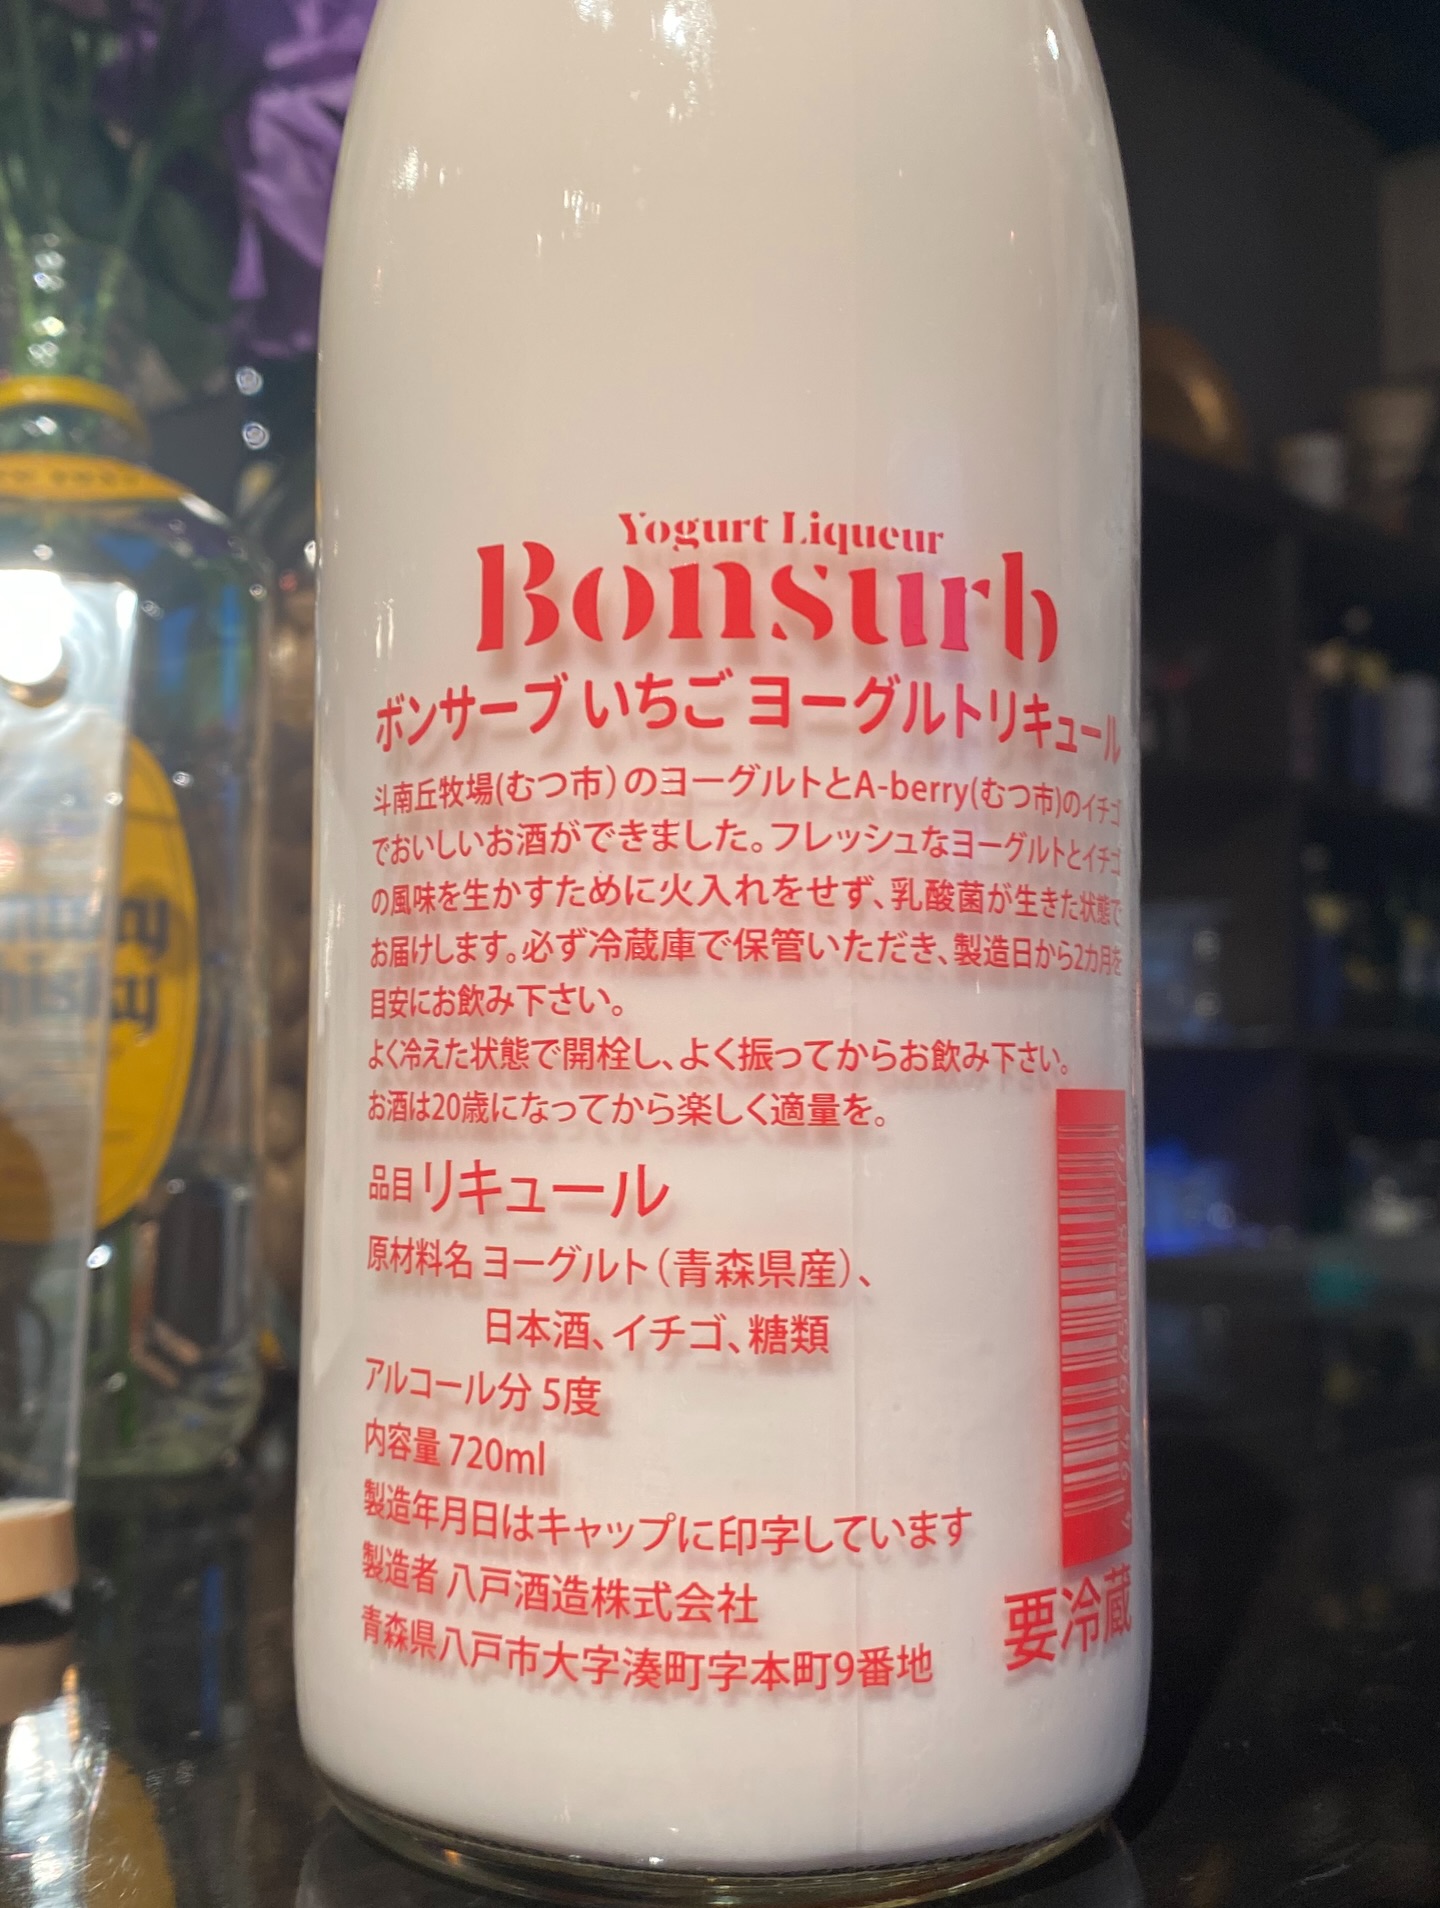 Yogurt Liqueur
Bonsurb
ボンサーブ いちご ヨーグルトリキュール
斗南丘牧場(むつ市)のヨーグルトとA-berry(むつ市)のイチゴ
でおいしいお酒ができました。フレッシュなヨーグルトとイチゴ
の風味を生かすために火入れをせず、乳酸菌が生きた状態で
お届けします。必ず冷蔵庫で保管いただき、製造日から2カ月を
目安にお飲み下さい。
よく冷えた状態で開栓し、よく振ってからお飲み下さい。
お酒は20歳になってから楽しく適量を。
品目 リキュール
原材料名 ヨーグルト(青森県産)、
日本酒、イチゴ、糖類
アルコール分 5度
内容量 720ml
製造年月日はキャップに印字しています
製造者 八戸酒造株式会社
青森県八戸市大字湊町字本町9番地
要冷蔵